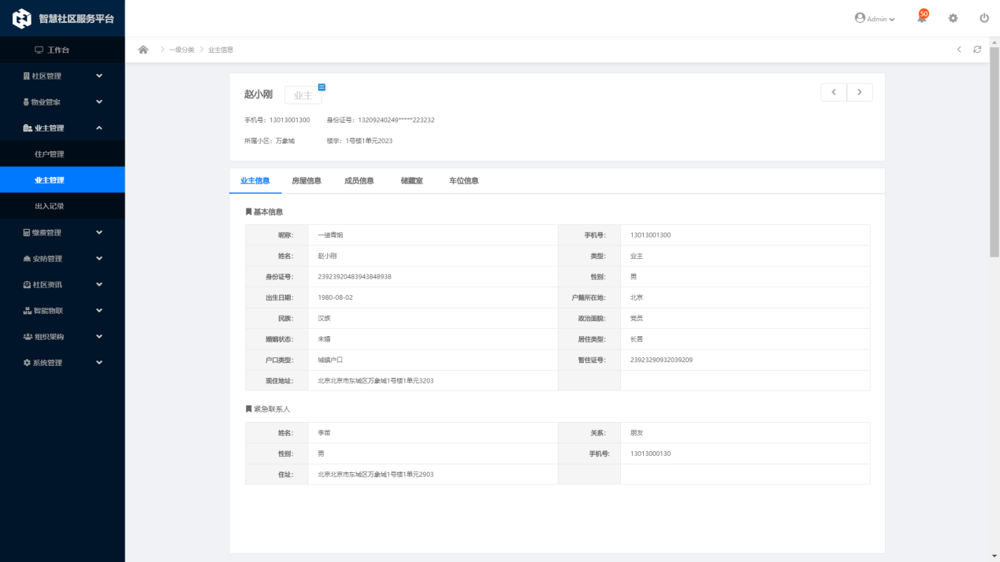 智慧社区服务平台
Admin
50
工作台
一级分类
业主信息
社区管理
物业管家
业主管理
住户管理
业主管理
出入记录
缴费管理
安防管理
社区资讯
智能物联
组织架构
系统管理
赵小刚 业主
手机号：13013001300 身份证号：13209240249*****223232
所属小区：万象城 楼宇：1号楼1单元2023
业主信息 房屋信息 成员信息 储藏室 车位信息
基本信息
昵称： 一缕青烟 手机号： 13013001300
姓名： 赵小刚 类型： 业主
身份证号： 23923920483943848938 性别： 男
出生日期： 1980-08-02 户籍所在地： 北京
民族： 汉族 政治面貌： 党员
婚姻状态： 未婚 居住类型： 长居
户口类型： 城镇户口 暂住证号： 23923290932039209
现住地址： 北京北京市东城区万象城1号楼1单元3203
紧急联系人
姓名： 李苗 关系： 朋友
性别： 男 手机号： 13013000130
住址： 北京北京市东城区万象城1号楼1单元2903